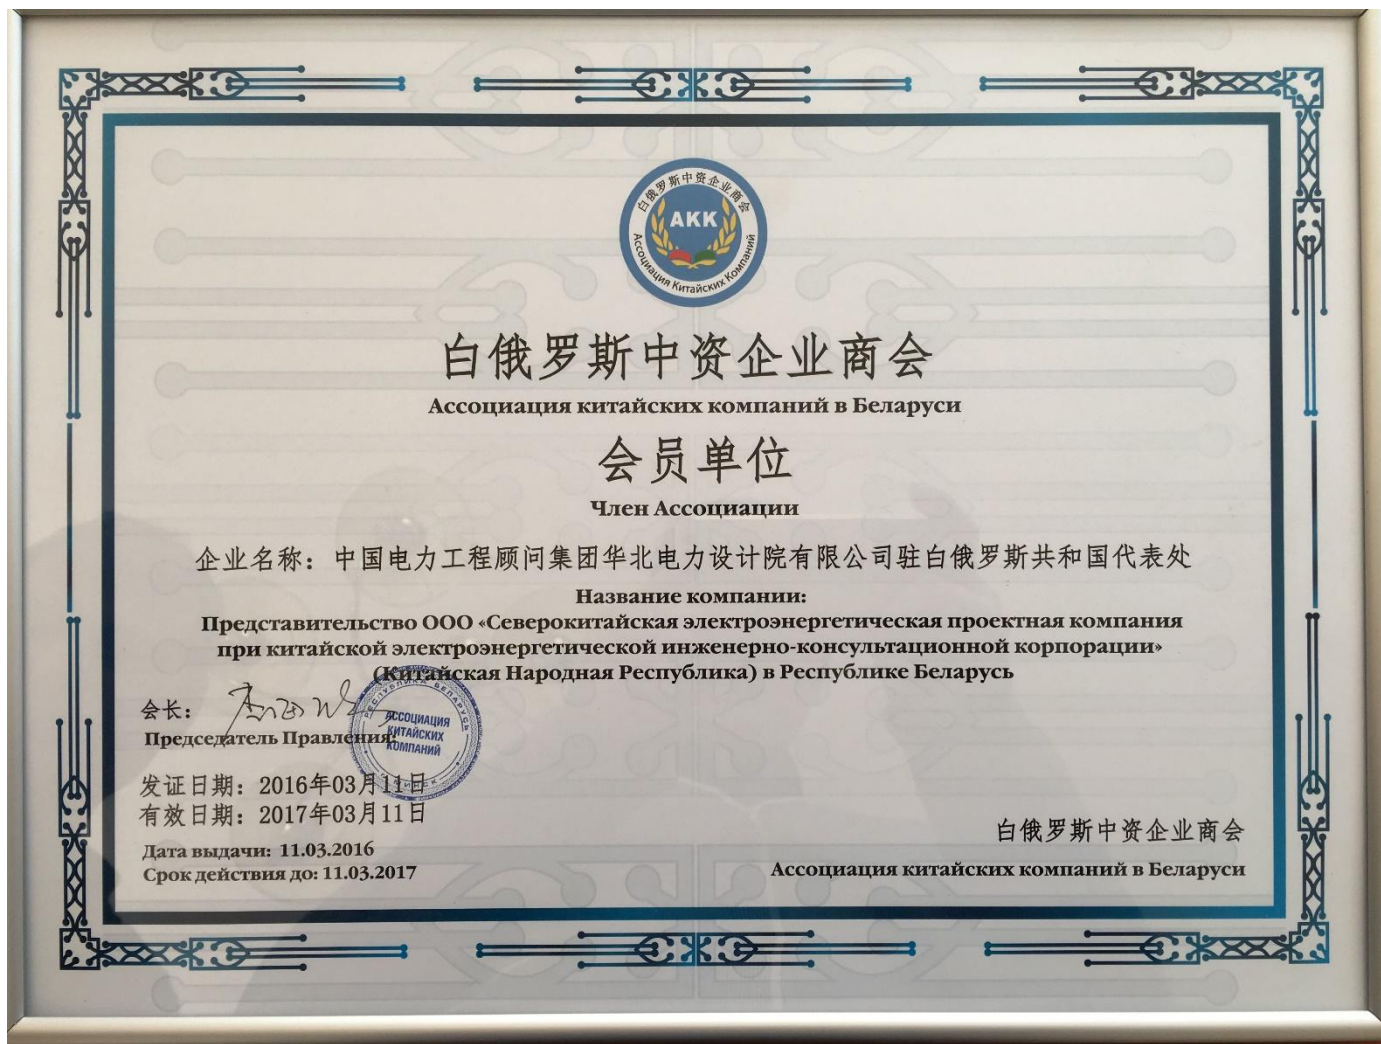 白俄罗斯中资企业商会
АКК
Ассоциация Китайских Компаний
白俄罗斯中资企业商会
Ассоциация китайских компаний в Беларуси
会员单位
Член Ассоциации
企业名称：中国电力工程顾问集团华北电力设计院有限公司驻白俄罗斯共和国代表处
Название компании:
Представительство ООО «Северокитайская электроэнергетическая проектная компания
при китайской электроэнергетической инженерно-консультационной корпорации»
(Китайская Народная Республика) в Республике Беларусь
会长：
Председатель Правления:
РЕСПУБЛИКА БЕЛАРУСЬ
АССОЦИАЦИЯ
КИТАЙСКИХ
КОМПАНИЙ
Г. МИНСК
发证日期：2016年03月11日
有效日期：2017年03月11日
Дата выдачи: 11.03.2016
Срок действия до: 11.03.2017
白俄罗斯中资企业商会
Ассоциация китайских компаний в Беларуси